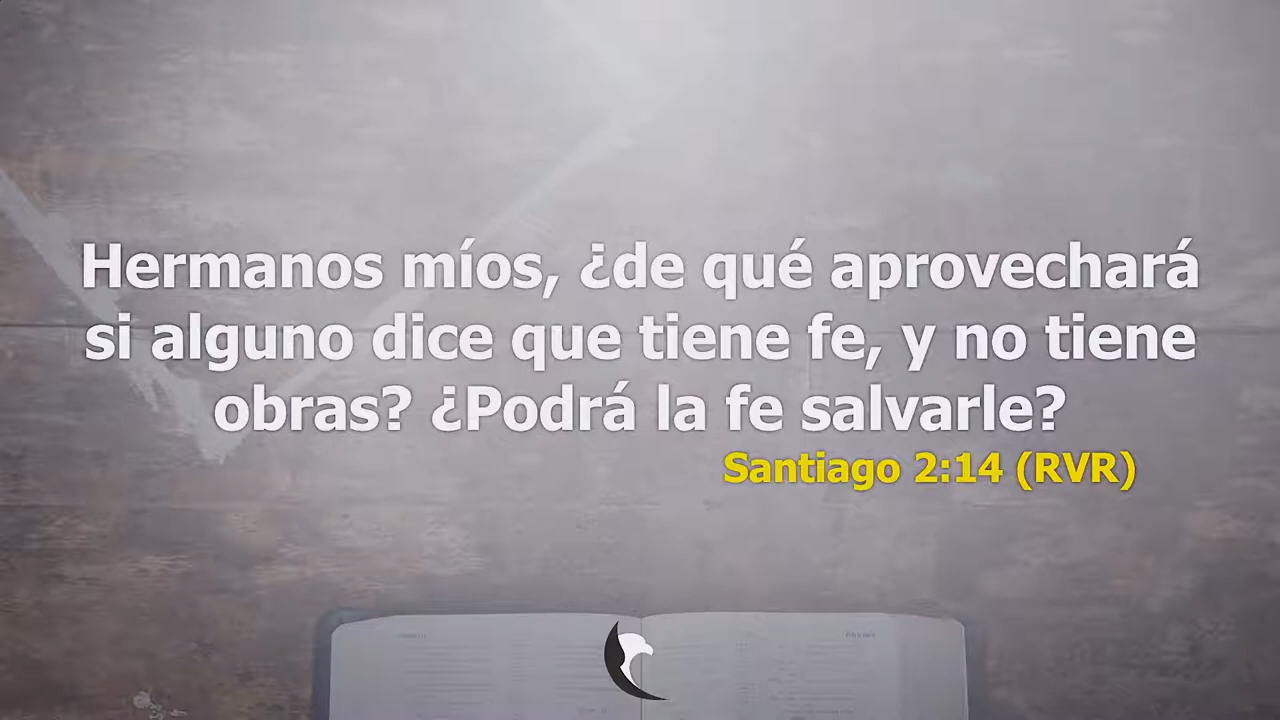 Hermanos míos, ¿de qué aprovechará
si alguno dice que tiene fe, y no tiene
obras? ¿Podrá la fe salvarle?
Santiago 2:14 (RVR)